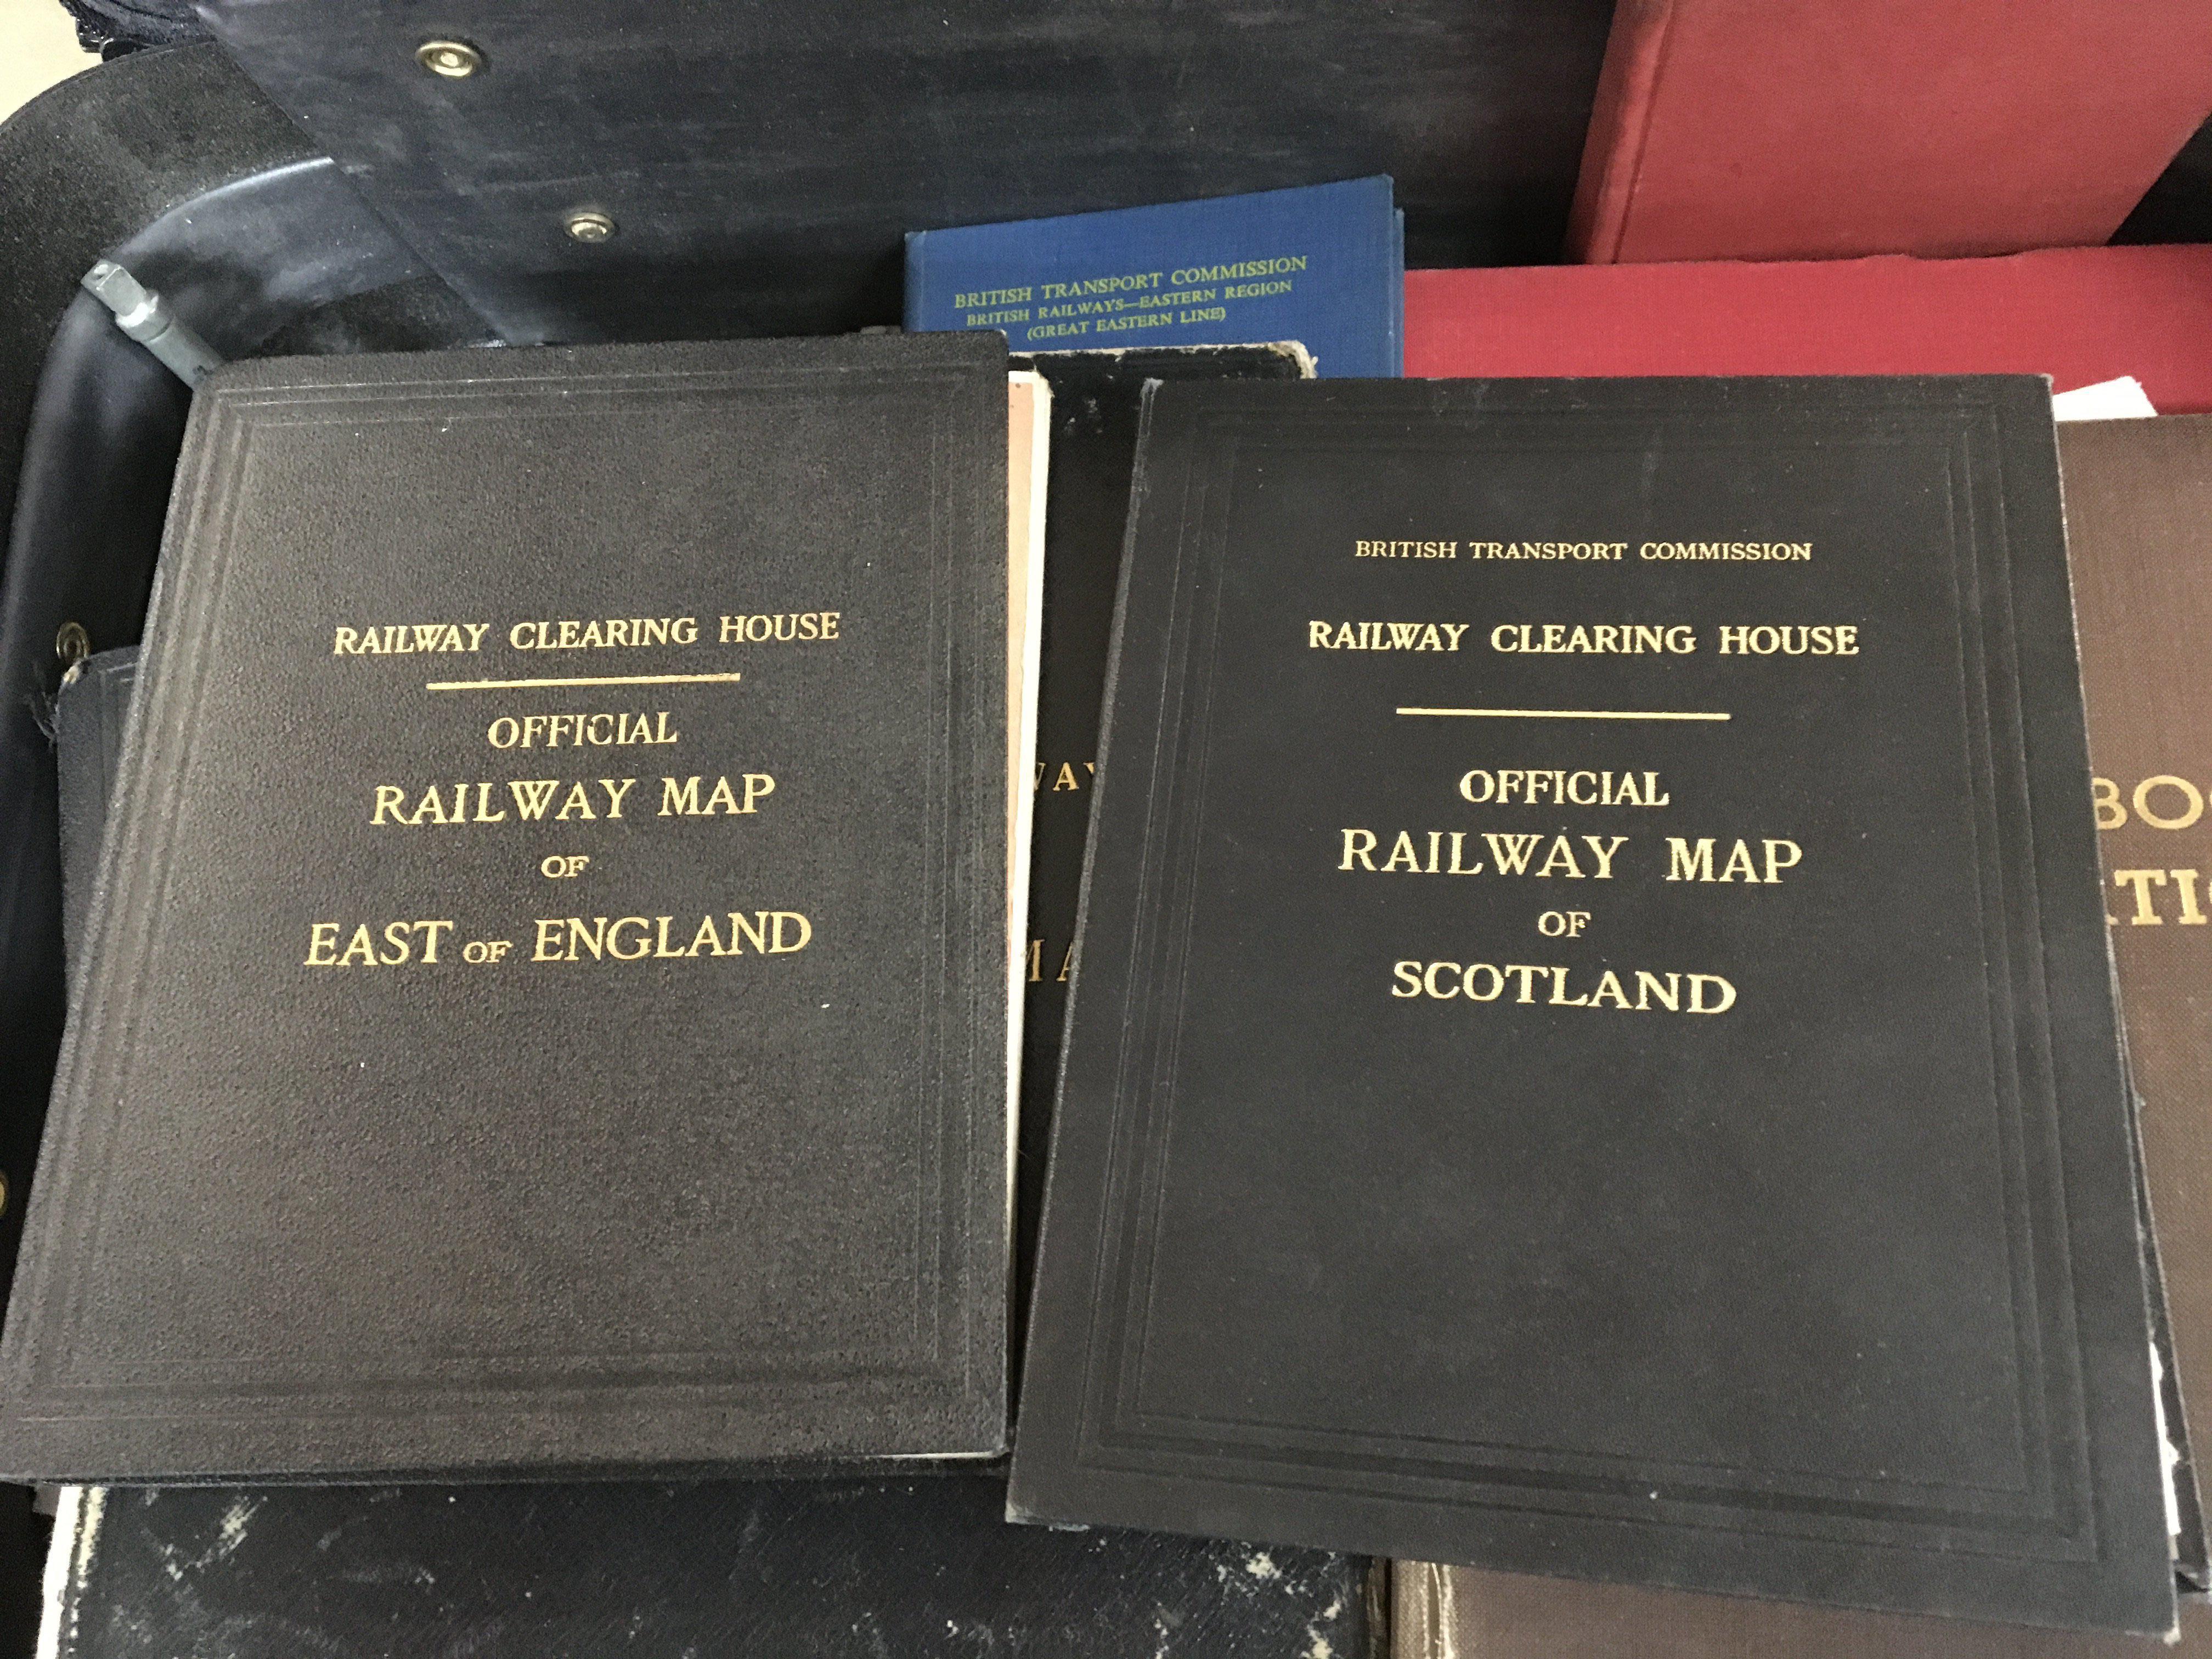 BRITISH TRANSPORT COMMISSION
BRITISH RAILWAYS—EASTERN REGION
(GREAT EASTERN LINE)
RAILWAY CLEARING HOUSE
OFFICIAL
RAILWAY MAP
OF
EAST OF ENGLAND
BRITISH TRANSPORT COMMISSION
RAILWAY CLEARING HOUSE
OFFICIAL
RAILWAY MAP
OF
SCOTLAND